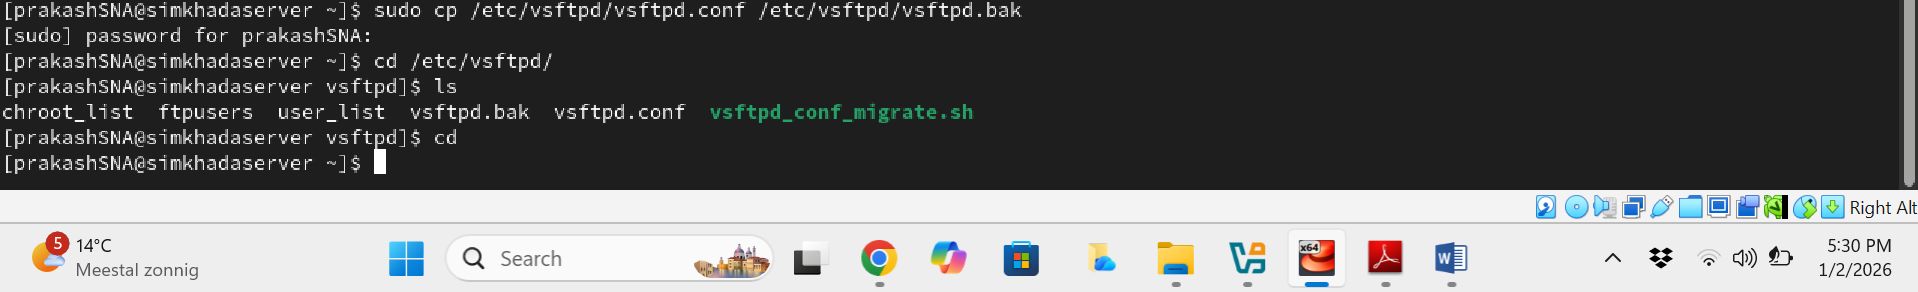 [prakashSNA@simkhadaserver ~]$ sudo cp /etc/vsftpd/vsftpd.conf /etc/vsftpd/vsftpd.bak
[sudo] password for prakashSNA:
[prakashSNA@simkhadaserver ~]$ cd /etc/vsftpd/
[prakashSNA@simkhadaserver vsftpd]$ ls
chroot_list  ftpusers  user_list  vsftpd.bak  vsftpd.conf  vsftpd_conf_migrate.sh
[prakashSNA@simkhadaserver vsftpd]$ cd
[prakashSNA@simkhadaserver ~]$
Right Alt
5
14°C
Meestal zonnig
Search
x64
5:30 PM
1/2/2026